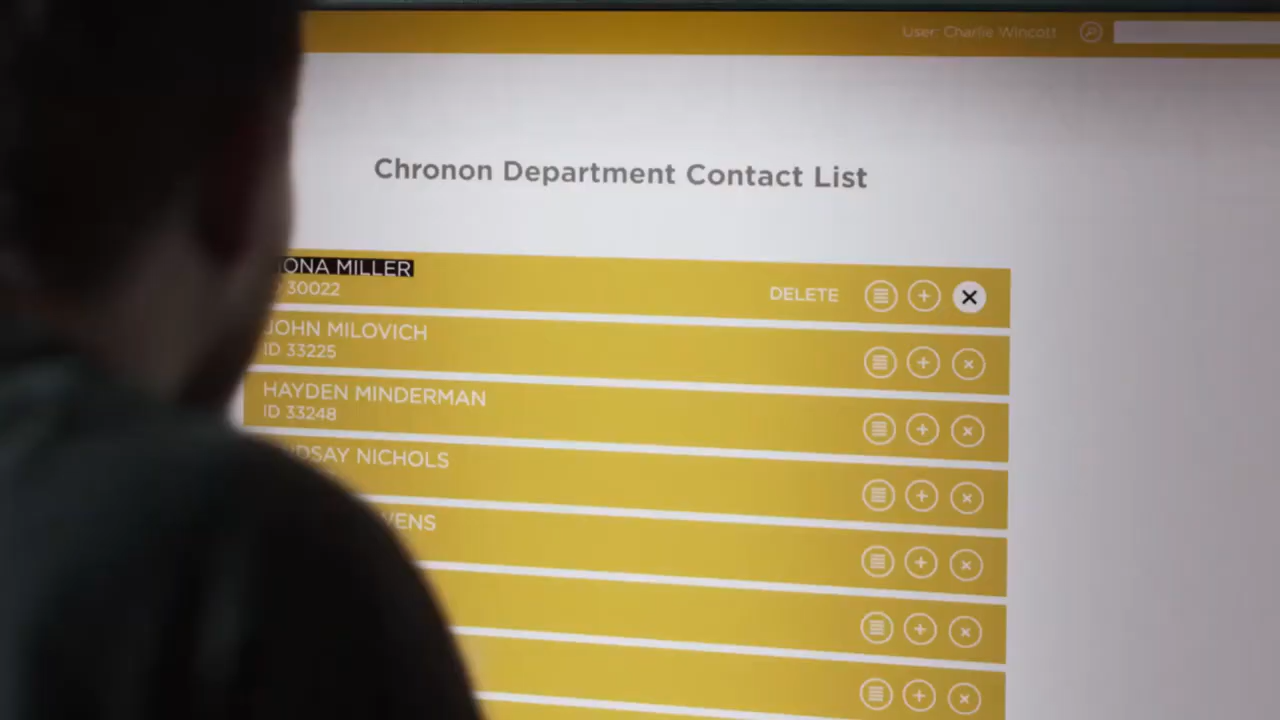 User: Charlie Wincott
Chronon Department Contact List
ONA MILLER
30022
DELETE
JOHN MILOVICH
ID 33225
HAYDEN MINDERMAN
ID 33248
DSAY NICHOLS
VENS